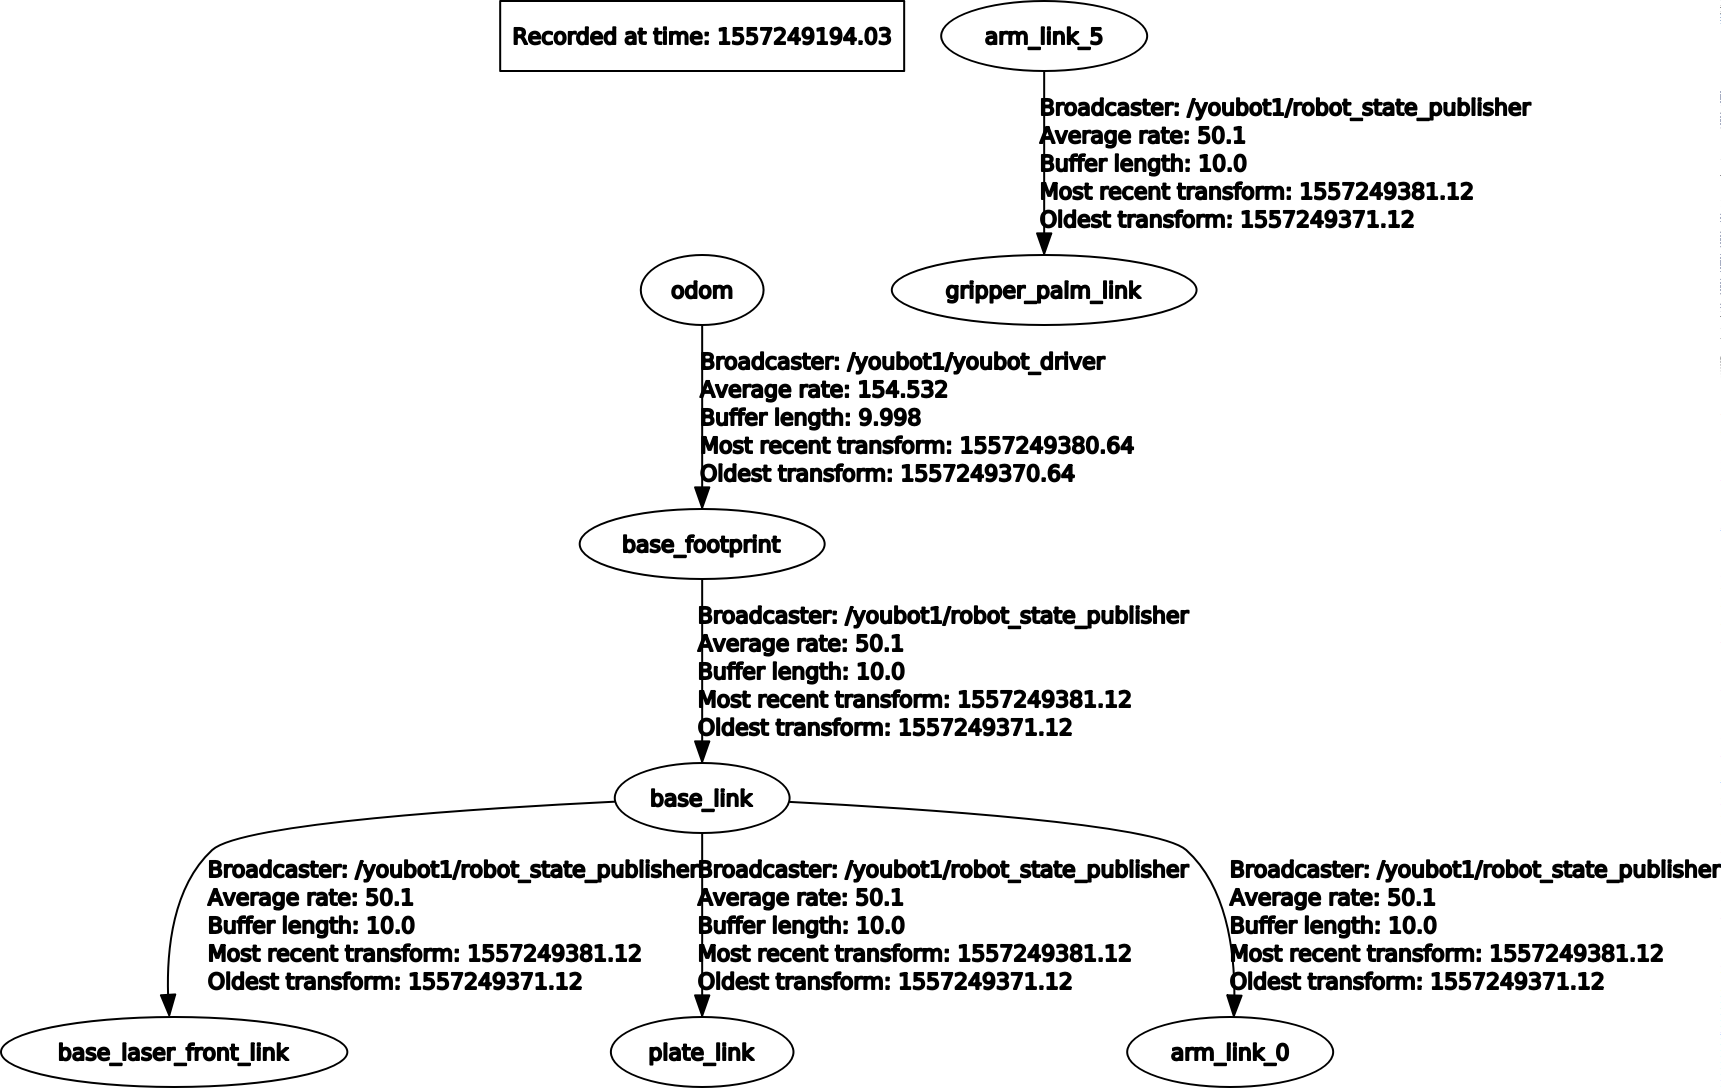 Recorded at time: 1557249194.03
arm_link_5
Broadcaster: /youbot1/robot_state_publisher
Average rate: 50.1
Buffer length: 10.0
Most recent transform: 1557249381.12
Oldest transform: 1557249371.12
odom
gripper_palm_link
Broadcaster: /youbot1/youbot_driver
Average rate: 154.532
Buffer length: 9.998
Most recent transform: 1557249380.64
Oldest transform: 1557249370.64
base_footprint
Broadcaster: /youbot1/robot_state_publisher
Average rate: 50.1
Buffer length: 10.0
Most recent transform: 1557249381.12
Oldest transform: 1557249371.12
base_link
Broadcaster: /youbot1/robot_state_publisher
Average rate: 50.1
Buffer length: 10.0
Most recent transform: 1557249381.12
Oldest transform: 1557249371.12
Broadcaster: /youbot1/robot_state_publisher
Average rate: 50.1
Buffer length: 10.0
Most recent transform: 1557249381.12
Oldest transform: 1557249371.12
Broadcaster: /youbot1/robot_state_publisher
Average rate: 50.1
Buffer length: 10.0
Most recent transform: 1557249381.12
Oldest transform: 1557249371.12
base_laser_front_link
plate_link
arm_link_0